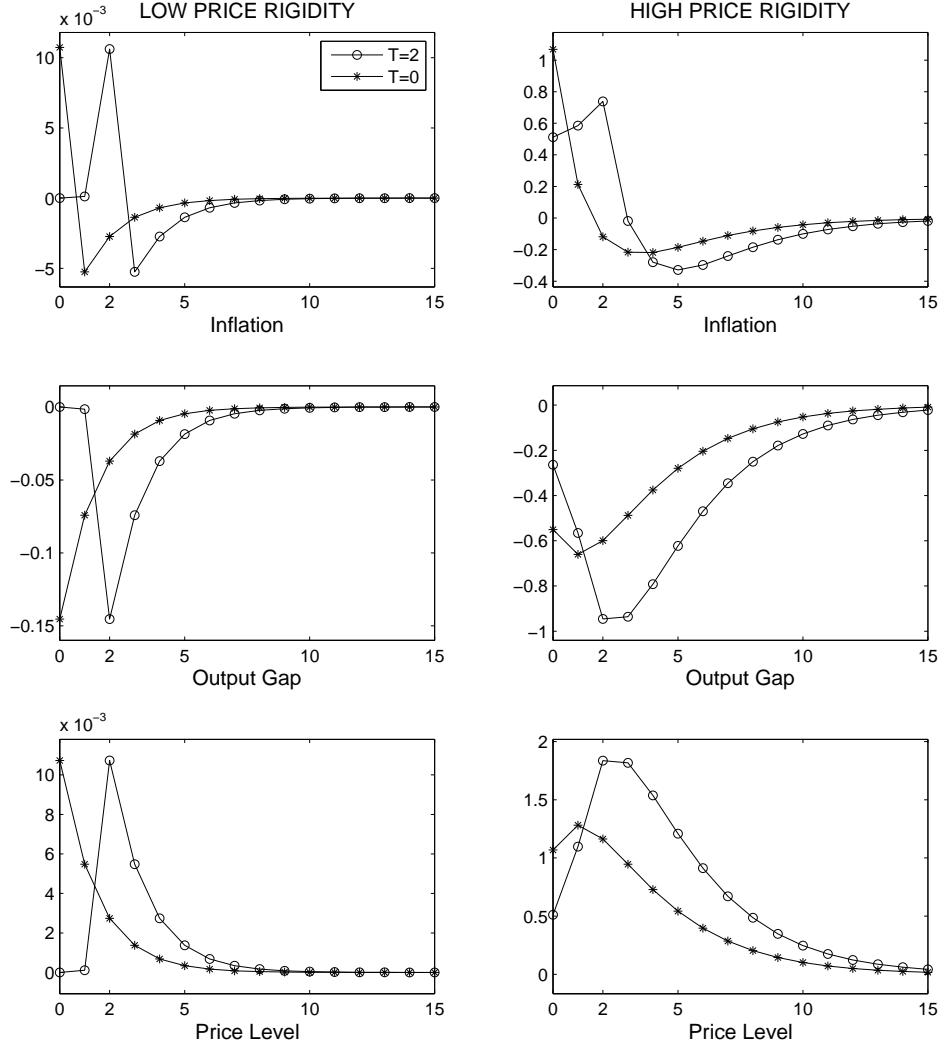 LOW PRICE RIGIDITY
x 10⁻³
10
5
0
−5
0 2 5 10 15
Inflation
T=2
T=0
HIGH PRICE RIGIDITY
1
0.8
0.6
0.4
0.2
0
−0.2
−0.4
0 2 5 10 15
Inflation
0
−0.05
−0.1
−0.15
0 2 5 10 15
Output Gap
0
−0.2
−0.4
−0.6
−0.8
−1
0 2 5 10 15
Output Gap
x 10⁻³
10
8
6
4
2
0
0 2 5 10 15
Price Level
2
1.5
1
0.5
0
0 2 5 10 15
Price Level